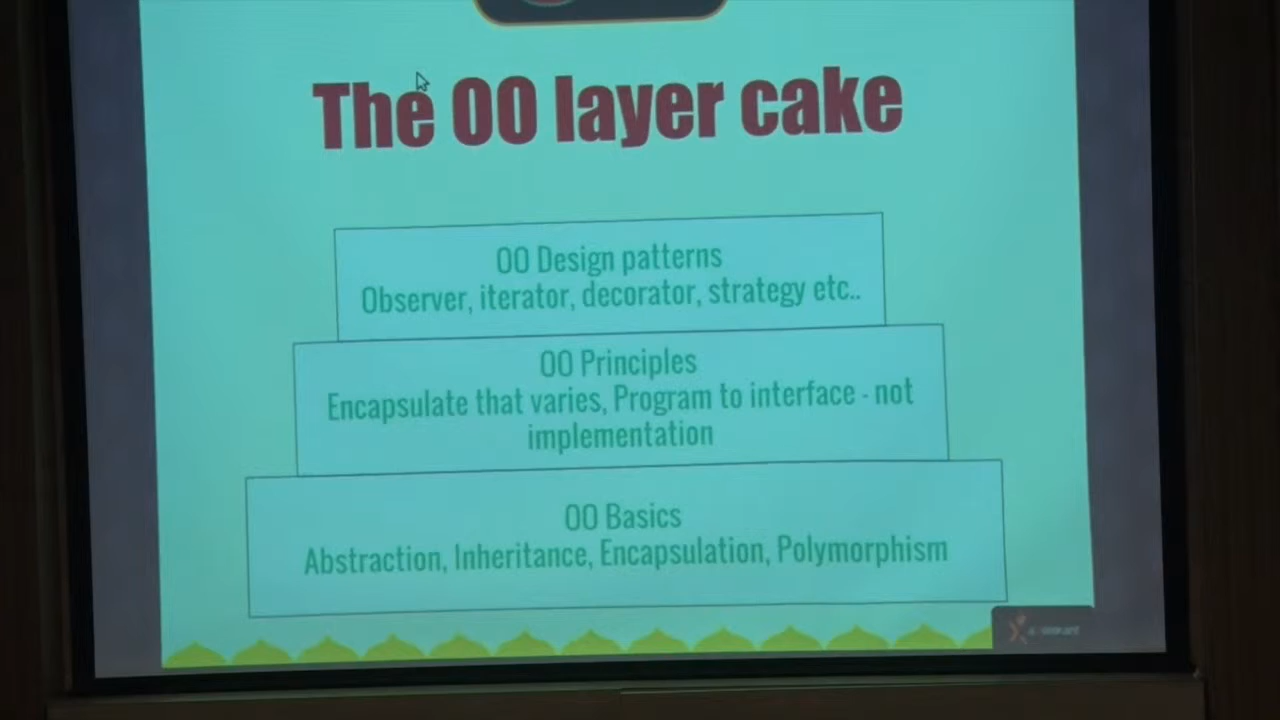 The OO layer cake
OO Design patterns
Observer, iterator, decorator, strategy etc..
OO Principles
Encapsulate that varies, Program to interface - not
implementation
OO Basics
Abstraction, Inheritance, Encapsulation, Polymorphism